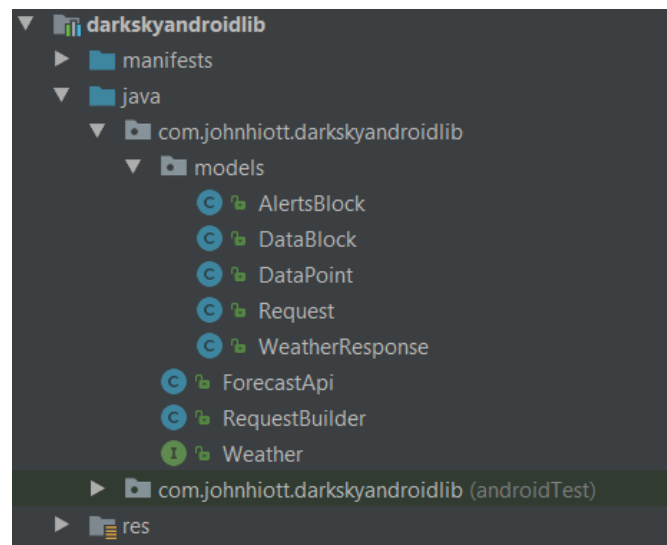 darkskyandroidlib
manifests
java
com.johnhiott.darkskyandroidlib
models
C AlertsBlock
C DataBlock
C DataPoint
C Request
C WeatherResponse
C ForecastApi
C RequestBuilder
I Weather
com.johnhiott.darkskyandroidlib (androidTest)
res